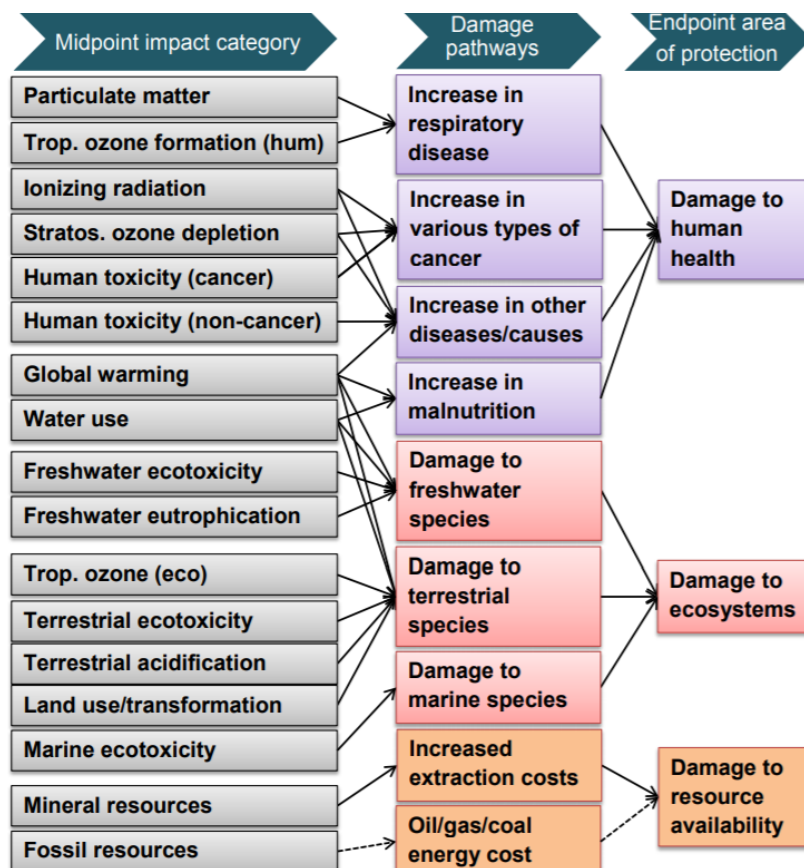 Midpoint impact category
Damage
pathways
Endpoint area
of protection
Particulate matter
Trop. ozone formation (hum)
Ionizing radiation
Stratos. ozone depletion
Human toxicity (cancer)
Human toxicity (non-cancer)
Global warming
Water use
Freshwater ecotoxicity
Freshwater eutrophication
Trop. ozone (eco)
Terrestrial ecotoxicity
Terrestrial acidification
Land use/transformation
Marine ecotoxicity
Mineral resources
Fossil resources
Increase in
respiratory
disease
Increase in
various types of
cancer
Increase in other
diseases/causes
Increase in
malnutrition
Damage to
freshwater
species
Damage to
terrestrial
species
Damage to
marine species
Increased
extraction costs
Oil/gas/coal
energy cost
Damage to
human
health
Damage to
ecosystems
Damage to
resource
availability